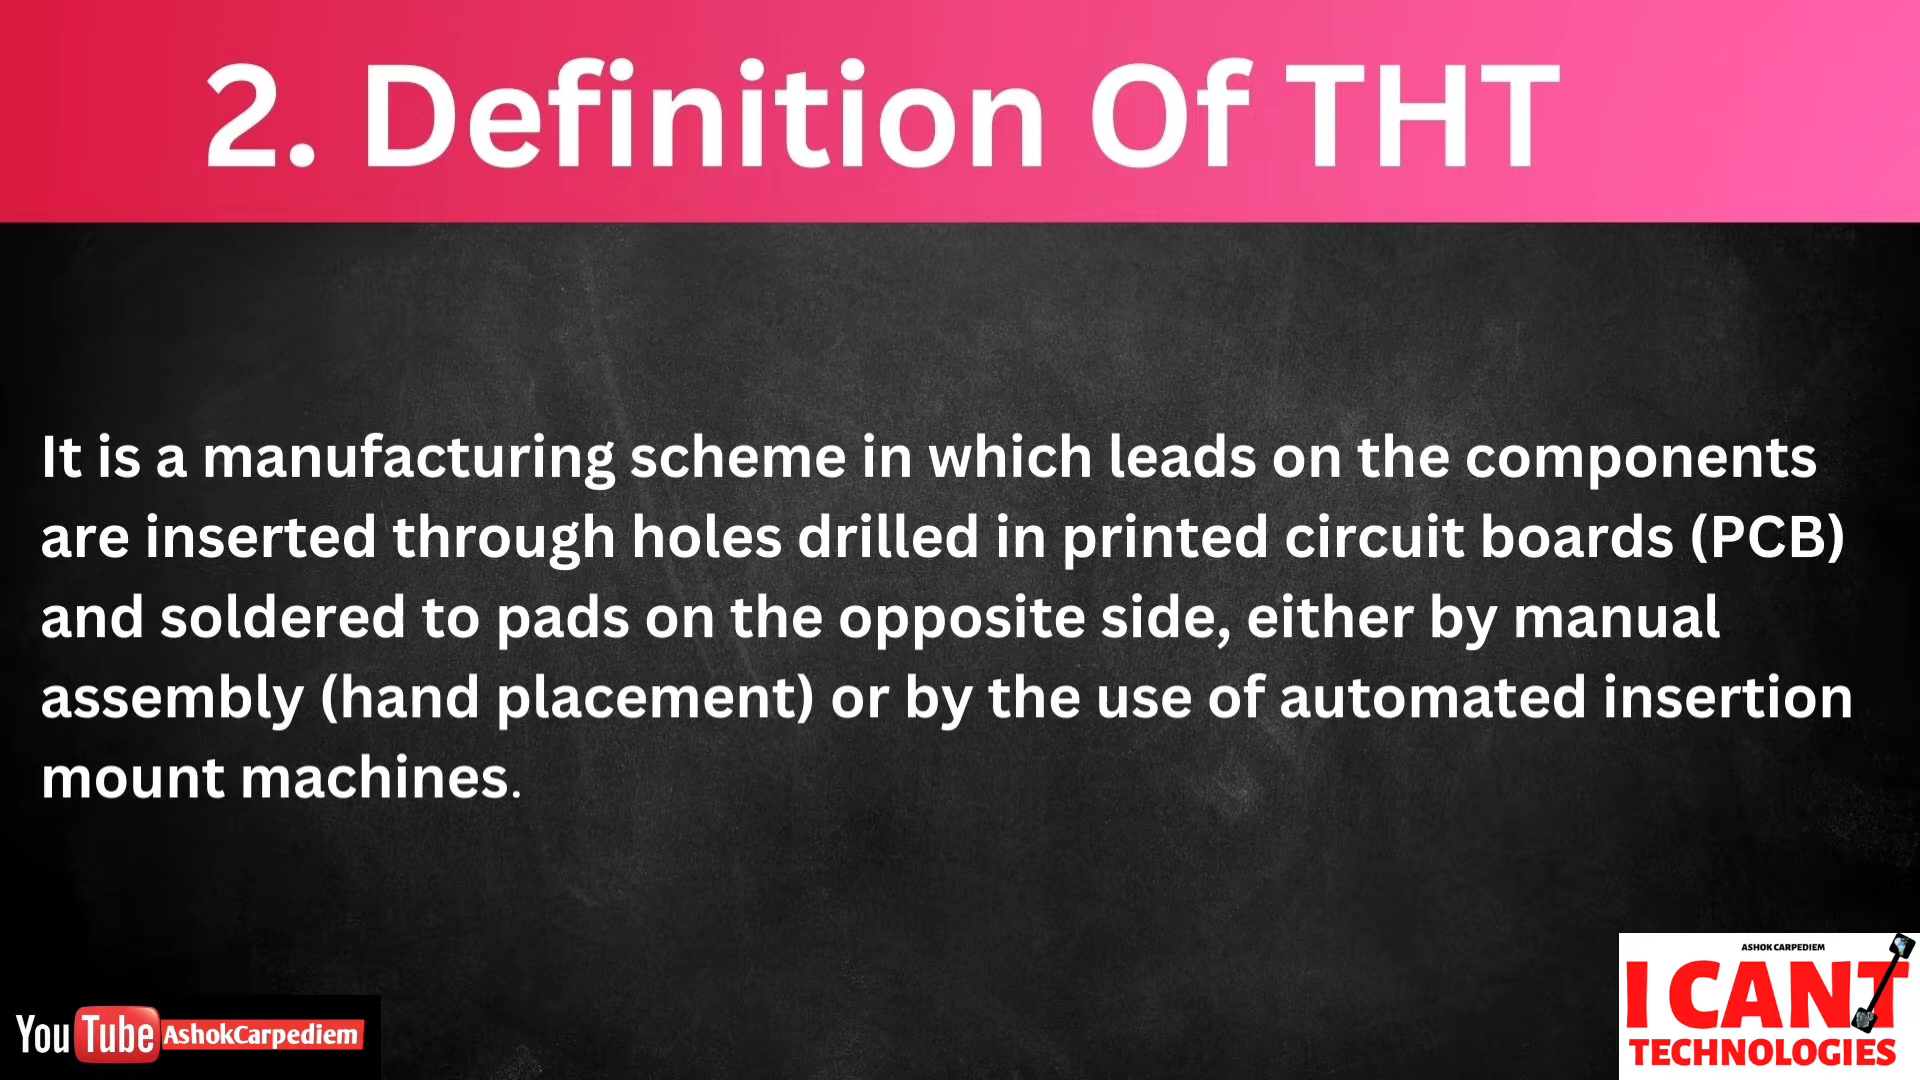 2. Definition Of THT
It is a manufacturing scheme in which leads on the components
are inserted through holes drilled in printed circuit boards (PCB)
and soldered to pads on the opposite side, either by manual
assembly (hand placement) or by the use of automated insertion
mount machines.
YouTube AshokCarpediem
ASHOK CARPEDIEM
I CANT
TECHNOLOGIES